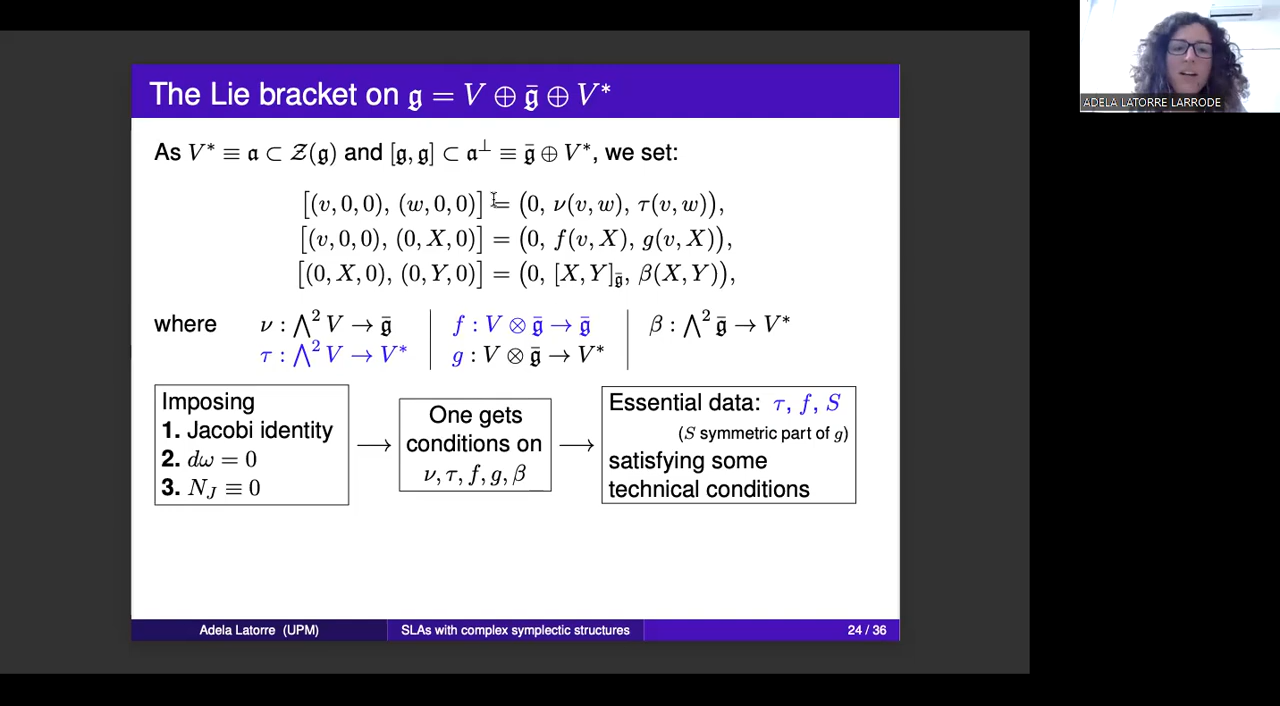 The Lie bracket on 𝔤 = V ⊕ 𝔤̄ ⊕ V*
As V* ≡ 𝔞 ⊂ 𝒵(𝔤) and [𝔤, 𝔤] ⊂ 𝔞^⊥ ≡ 𝔤̄ ⊕ V*, we set:
[(v, 0, 0), (w, 0, 0)] = (0, ν(v, w), τ(v, w)),
[(v, 0, 0), (0, X, 0)] = (0, f(v, X), g(v, X)),
[(0, X, 0), (0, Y, 0)] = (0, [X, Y]_𝔤̄, β(X, Y)),
where ν : ⋀² V → 𝔤̄ | f : V ⊗ 𝔤̄ → 𝔤̄ | β : ⋀² 𝔤̄ → V*
τ : ⋀² V → V* | g : V ⊗ 𝔤̄ → V*
Imposing
1. Jacobi identity
2. dω = 0
3. N_J ≡ 0
⟶
One gets
conditions on
ν, τ, f, g, β
⟶
Essential data: τ, f, S
(S symmetric part of g)
satisfying some
technical conditions
Adela Latorre (UPM)
SLAs with complex symplectic structures
24 / 36
ADELA LATORRE LARRODE